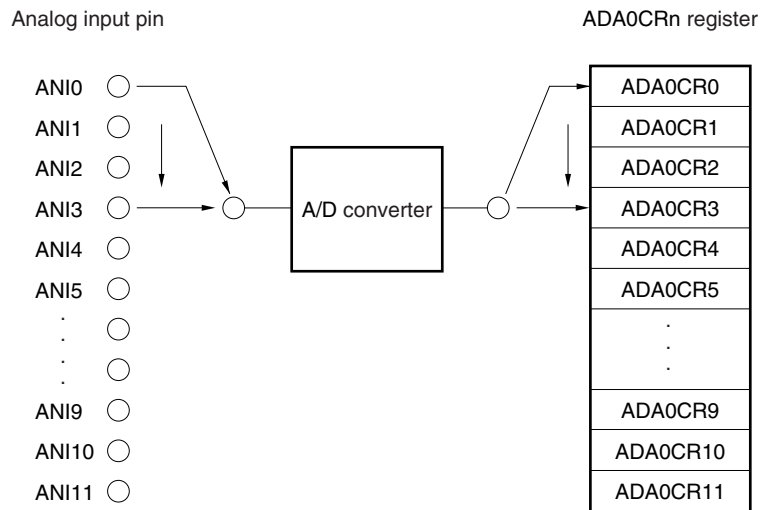 Analog input pin
ADA0CRn register
ANI0
ADA0CR0
ANI1
ADA0CR1
ANI2
ADA0CR2
ANI3
A/D converter
ADA0CR3
ANI4
ADA0CR4
ANI5
ADA0CR5
.
.
.
.
.
.
.
ANI9
ADA0CR9
ANI10
ADA0CR10
ANI11
ADA0CR11